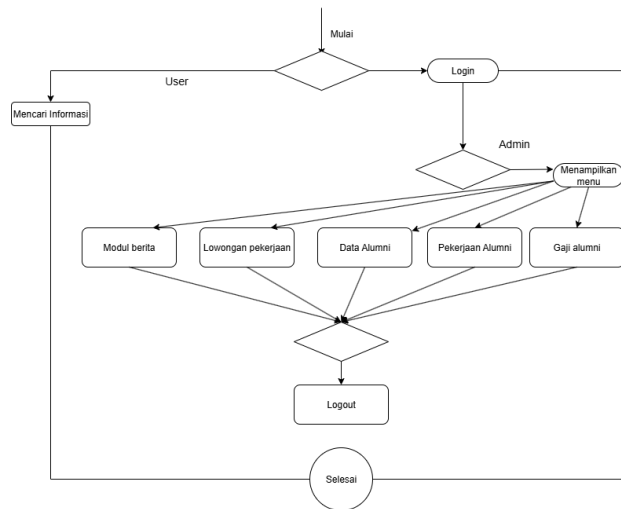 Mulai
User
Login
Mencari Informasi
Admin
Menampilkan
menu
Modul berita
Lowongan pekerjaan
Data Alumni
Pekerjaan Alumni
Gaji alumni
Logout
Selesai